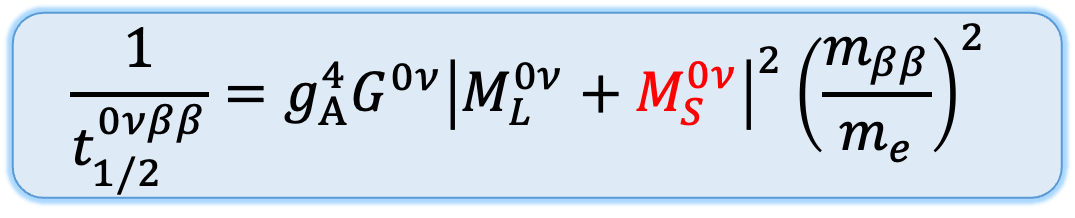 1/t_{1/2}^{0νββ} = g_A^4 G^{0ν} |M_L^{0ν} + M_S^{0ν}|^2 (m_{ββ}/m_e)^2